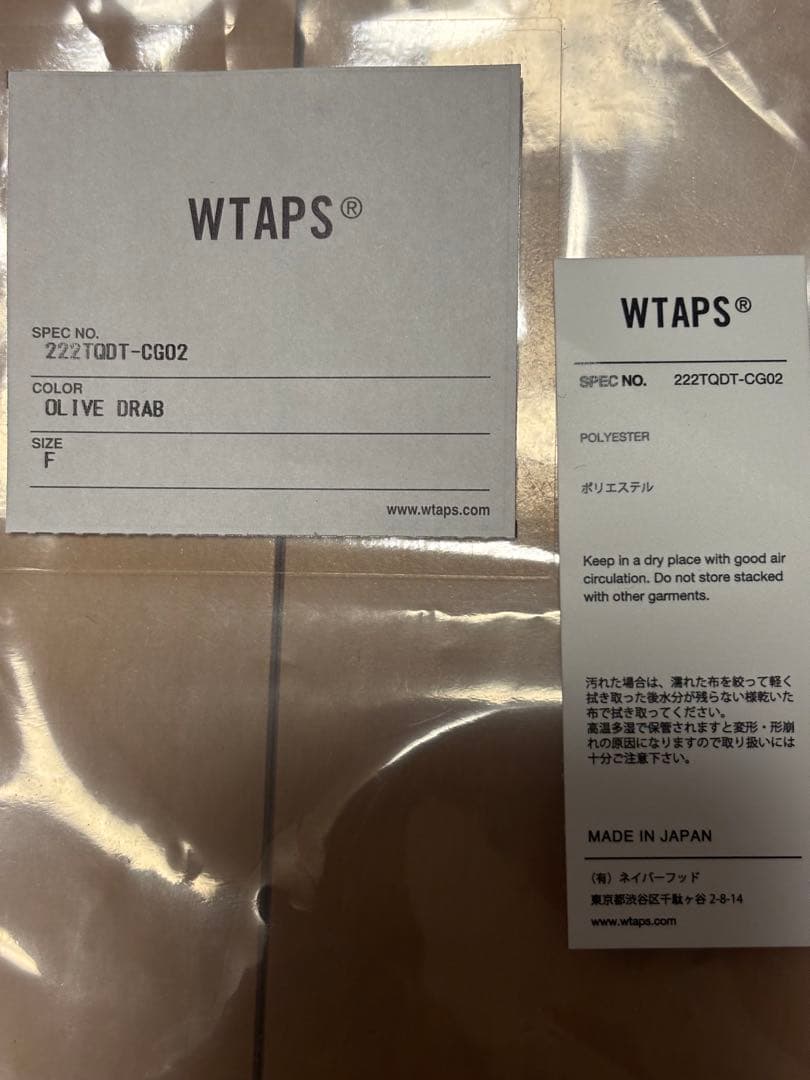 WTAPS®
SPEC NO.
222TQDT-CG02
COLOR
OLIVE DRAB
SIZE
F
www.wtaps.com
WTAPS®
SPEC NO. 222TQDT-CG02
POLYESTER
ポリエステル
Keep in a dry place with good air
circulation. Do not store stacked
with other garments.
汚れた場合は、濡れた布を絞って軽く
拭き取った後水分が残らない様乾いた
布で拭き取ってください。
高温多湿で保管されますと変形・形崩
れの原因になりますので取り扱いには
十分ご注意下さい。
MADE IN JAPAN
（有）ネイバーフッド
東京都渋谷区千駄ヶ谷 2-8-14
www.wtaps.com